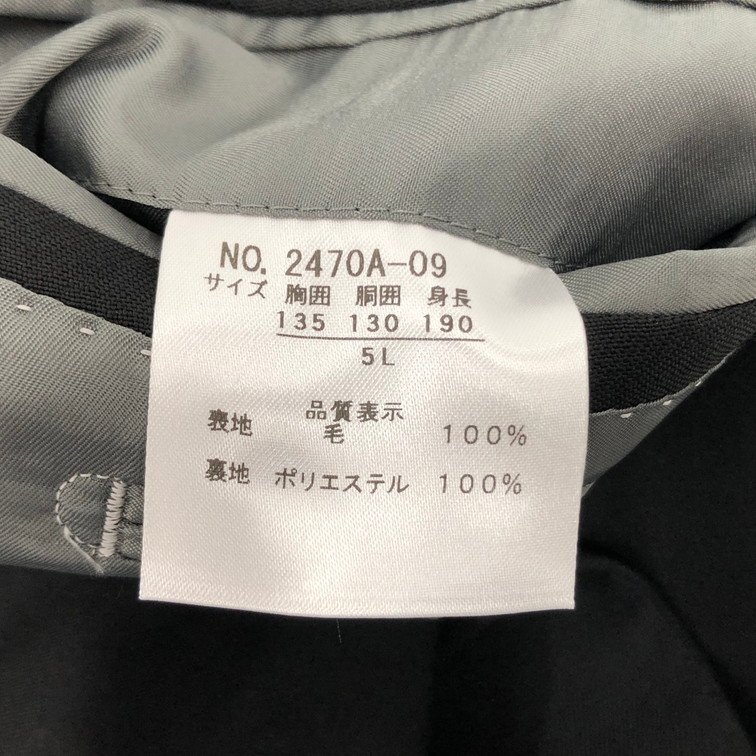 NO. 2470A-09
サイズ 胸囲 胴囲 身長
135 130 190
5L
品質表示
表地 毛 100%
裏地 ポリエステル 100%